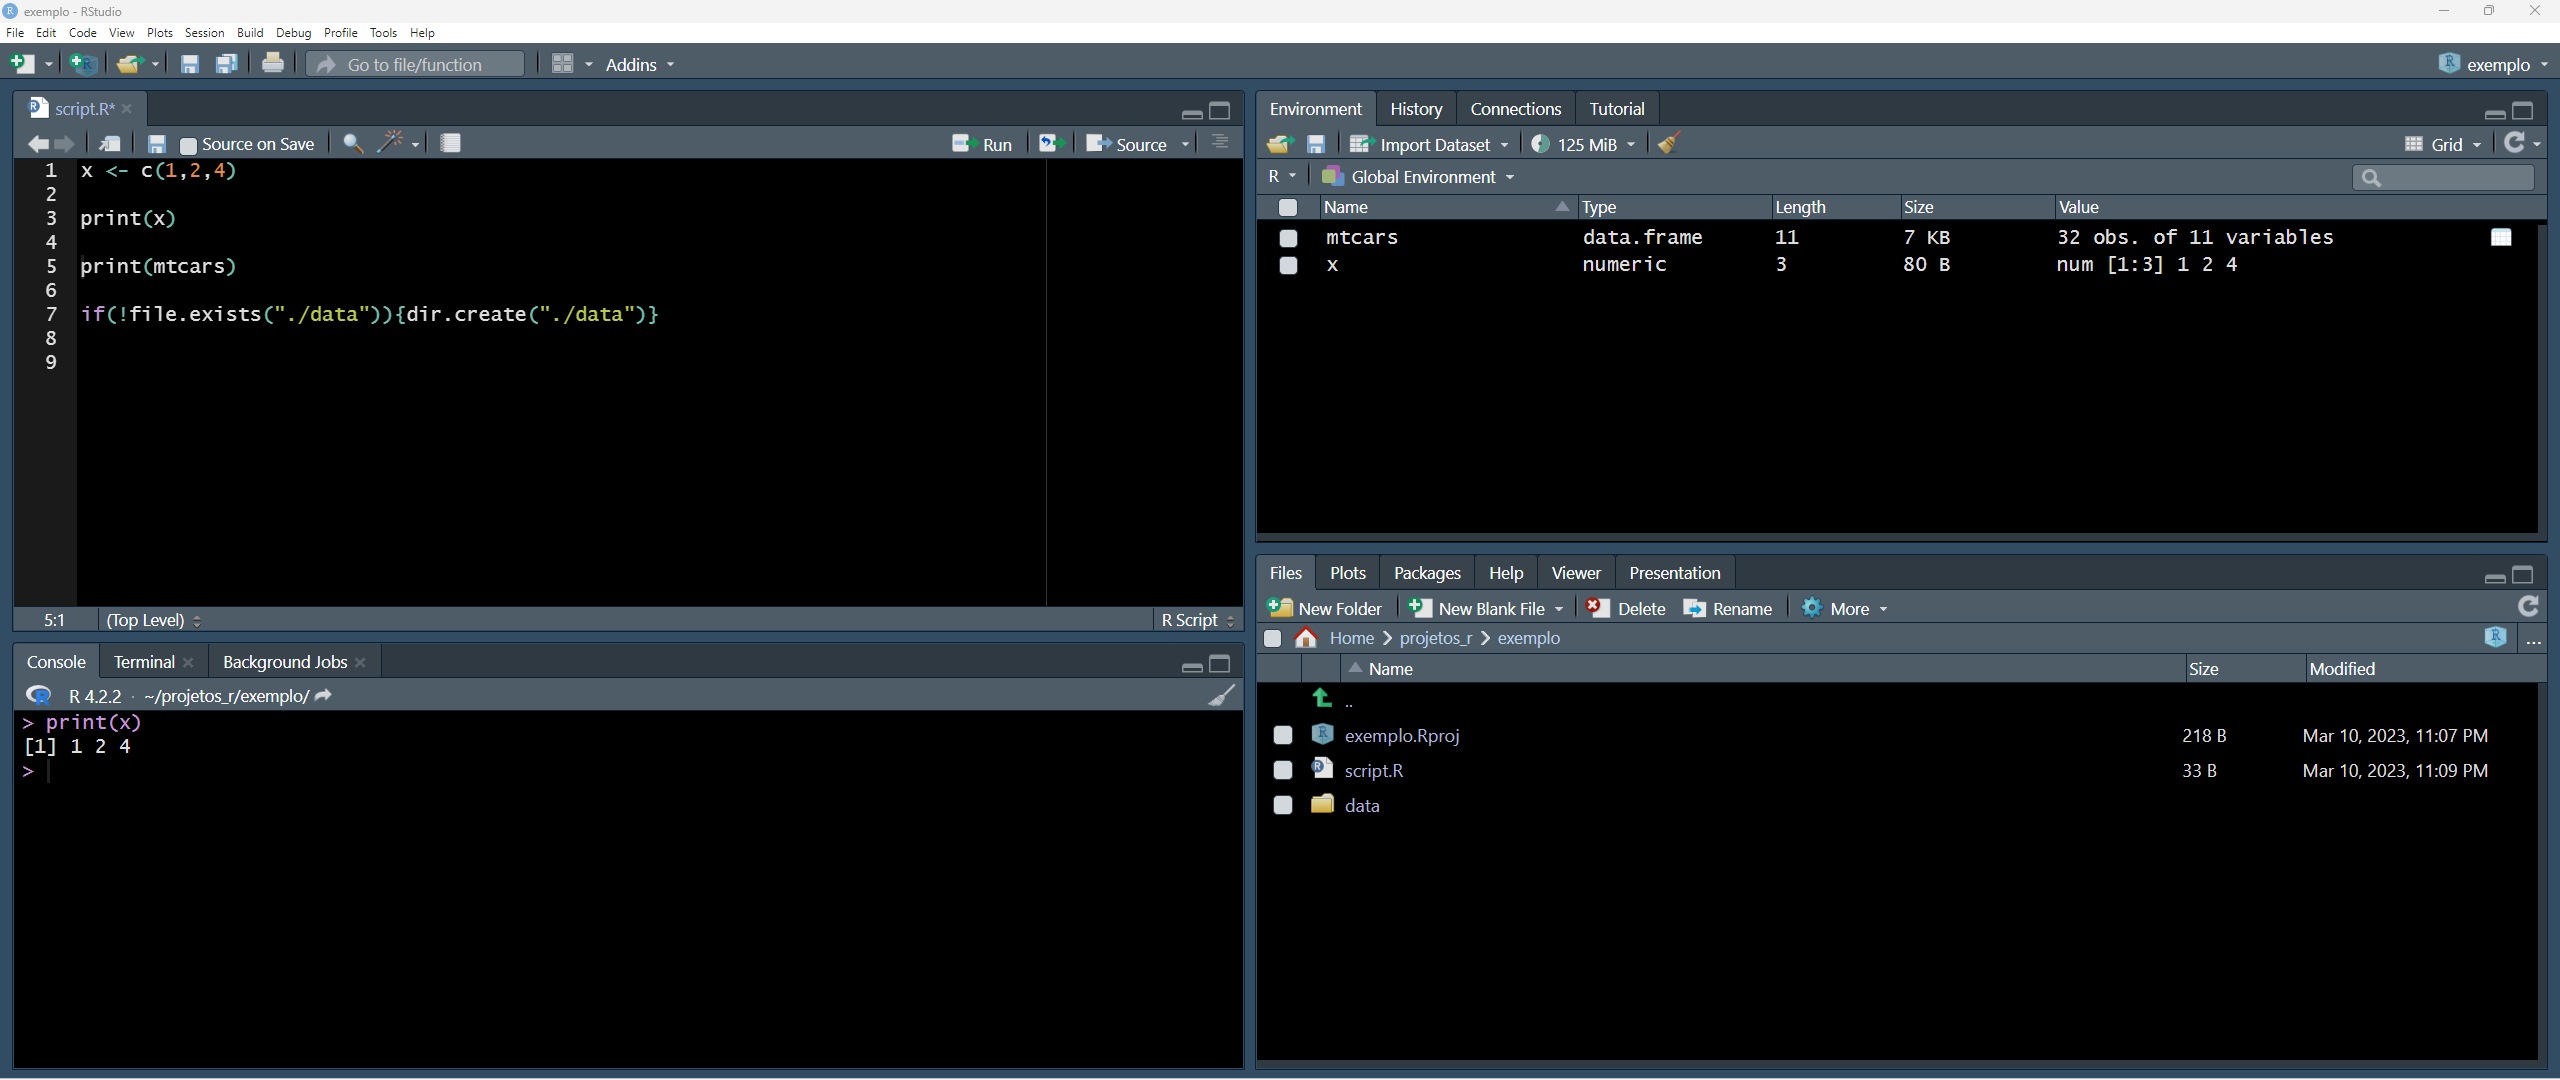 exemplo - RStudio
File Edit Code View Plots Session Build Debug Profile Tools Help
Go to file/function Addins exemplo
script.R*
Source on Save Run Source
1 x <- c(1,2,4)
2
3 print(x)
4
5 print(mtcars)
6
7 if(!file.exists("./data")){dir.create("./data")}
8
9
5:1 (Top Level) R Script
Console Terminal Background Jobs
R 4.2.2 · ~/projetos_r/exemplo/
> print(x)
[1] 1 2 4
>
Environment History Connections Tutorial
Import Dataset 125 MiB Grid
R Global Environment
Name Type Length Size Value
mtcars data.frame 11 7 KB 32 obs. of 11 variables
x numeric 3 80 B num [1:3] 1 2 4
Files Plots Packages Help Viewer Presentation
New Folder New Blank File Delete Rename More
Home projetos_r exemplo ...
Name Size Modified
..
exemplo.Rproj 218 B Mar 10, 2023, 11:07 PM
script.R 33 B Mar 10, 2023, 11:09 PM
data